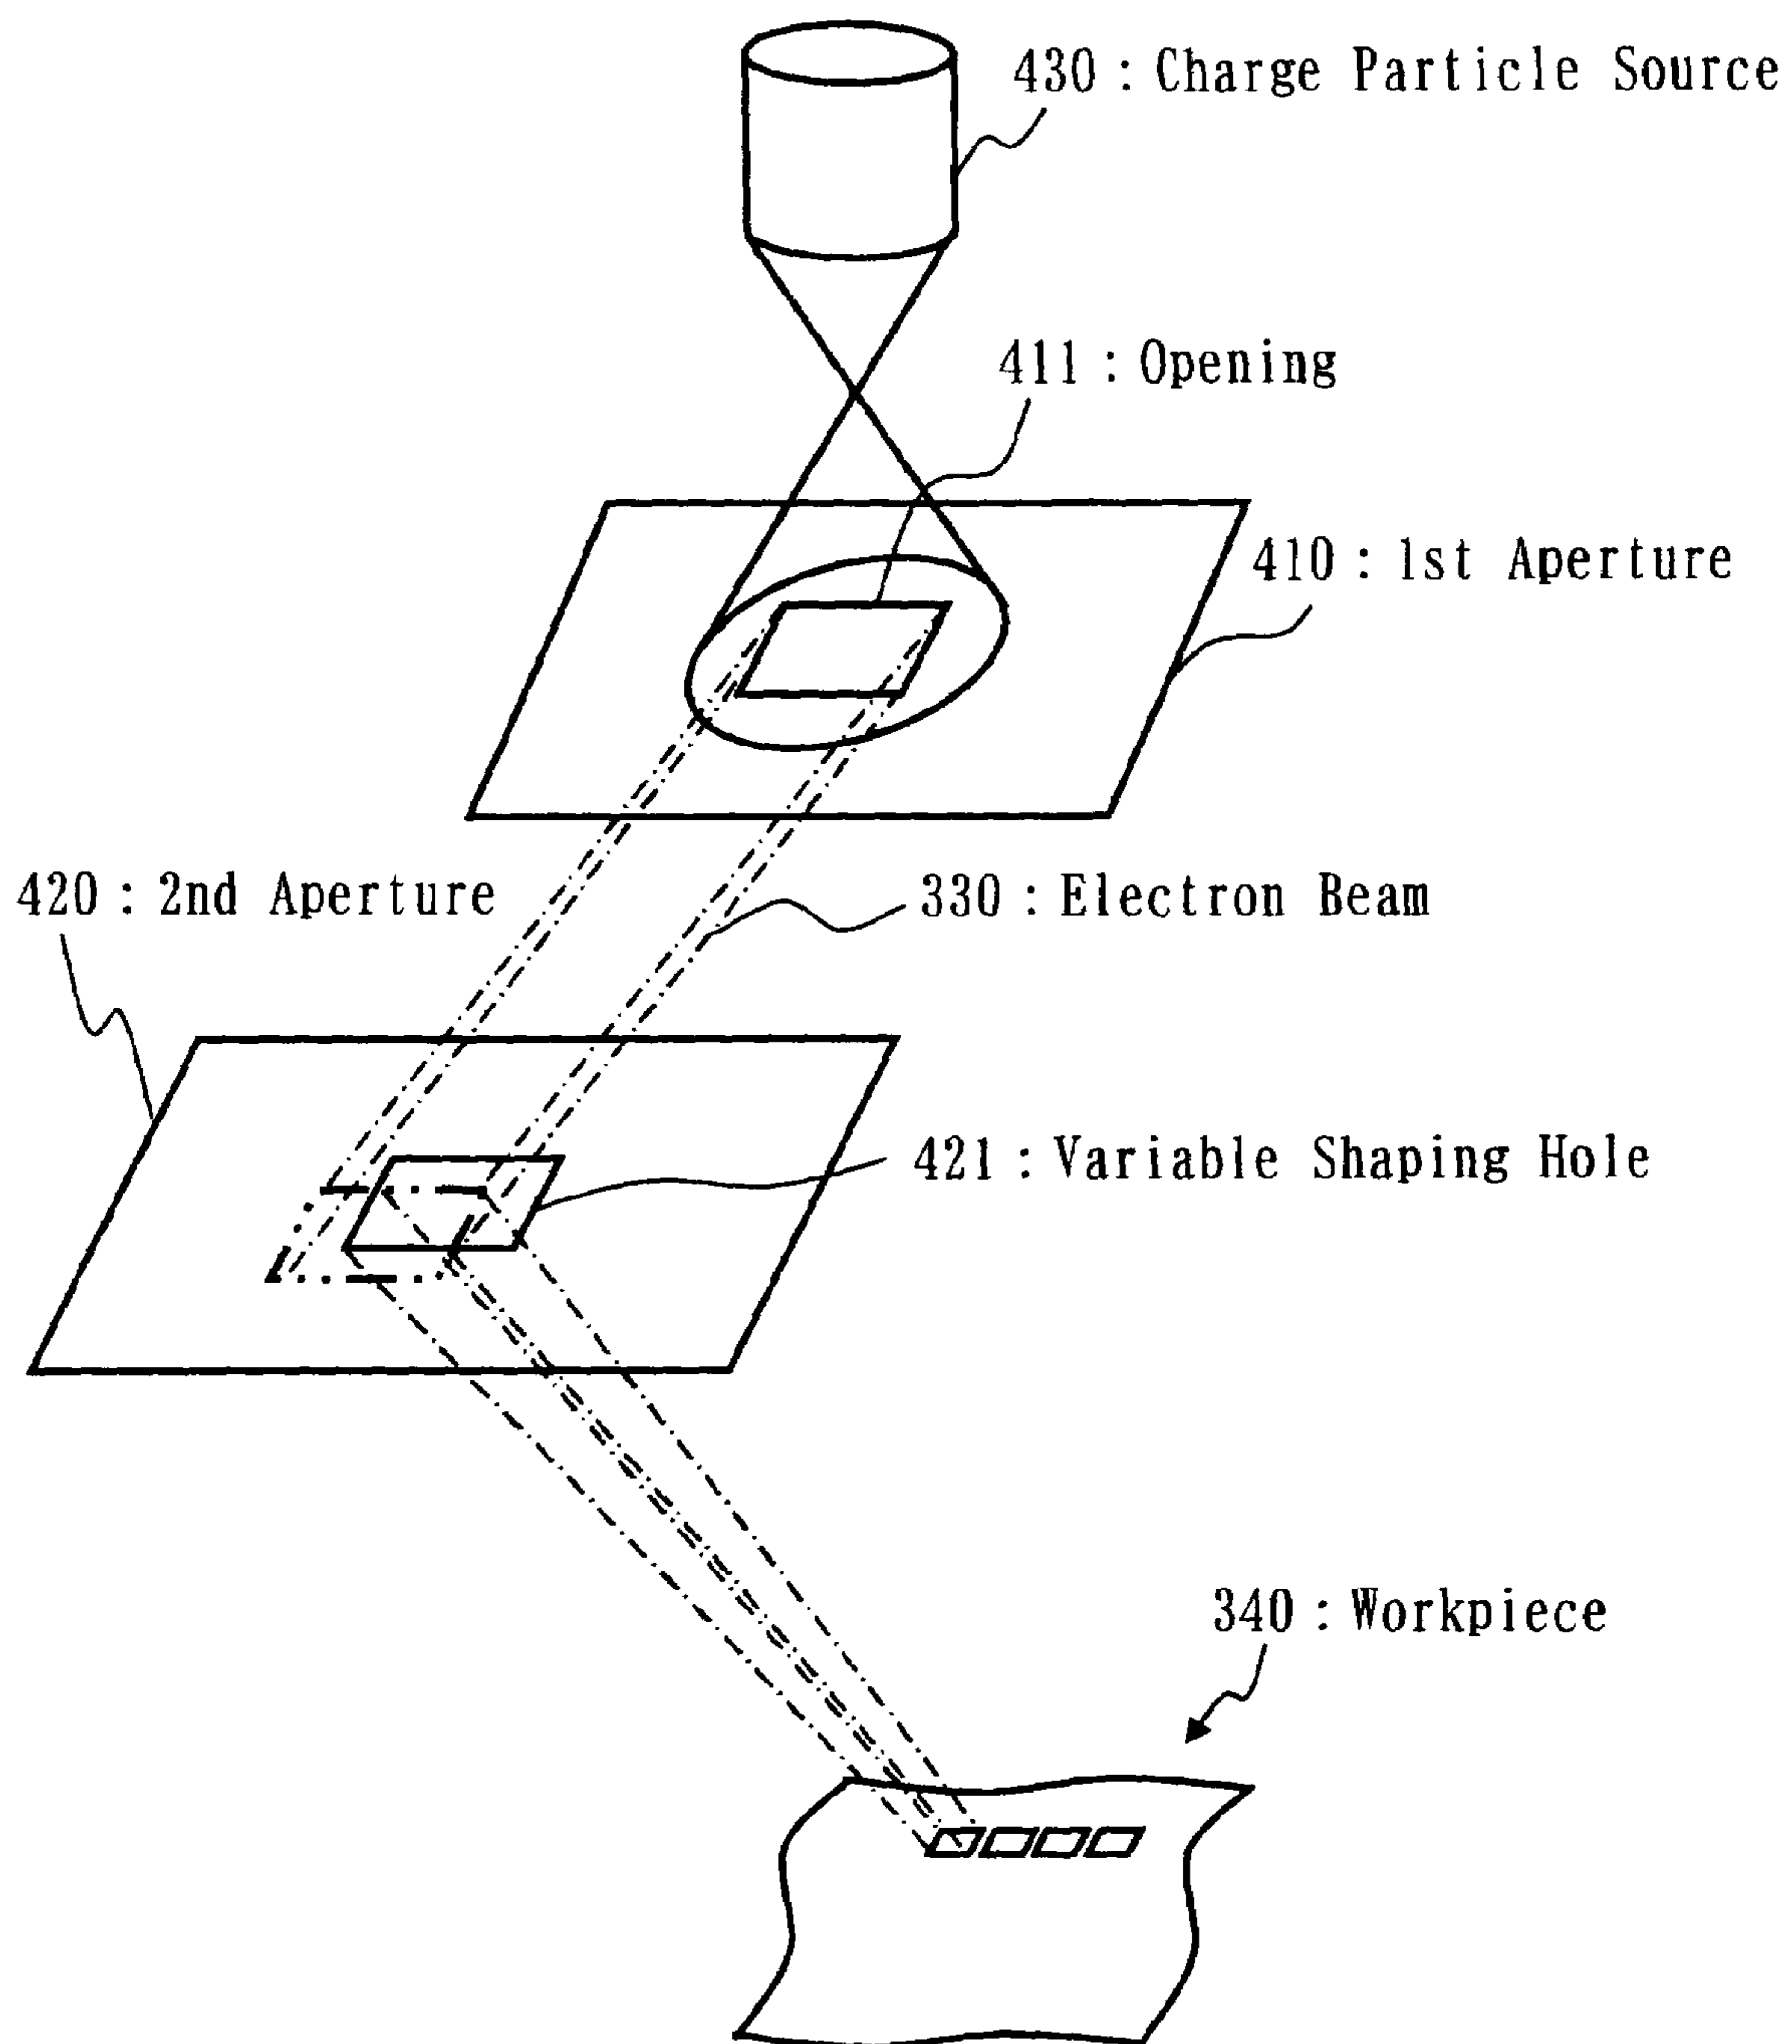 430 : Charge Particle Source
411 : Opening
410 : 1st Aperture
420 : 2nd Aperture
330 : Electron Beam
421 : Variable Shaping Hole
340 : Workpiece